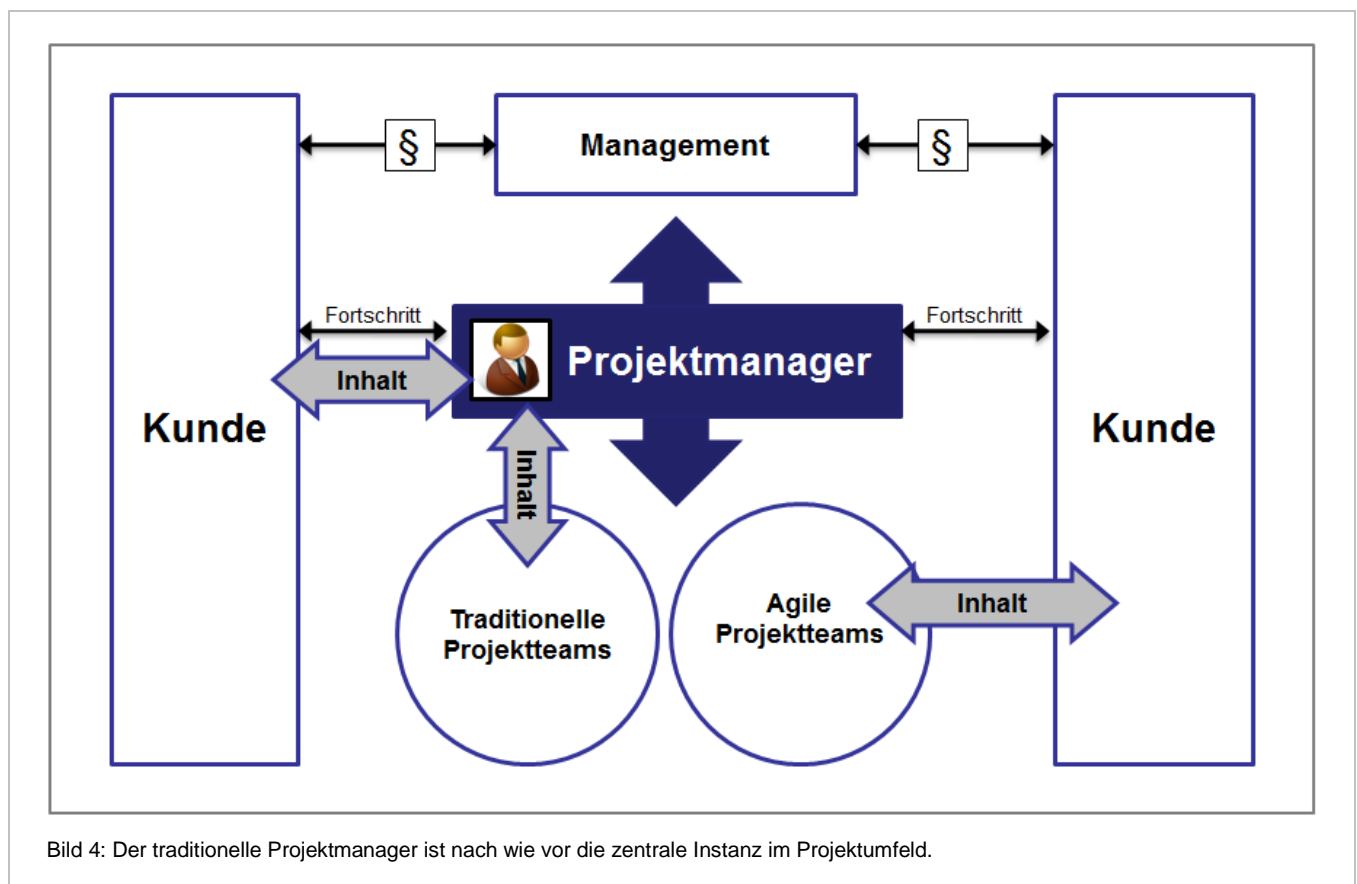 §
Management
§
Fortschritt
Fortschritt
Projektmanager
Inhalt
Kunde
Kunde
Inhalt
Traditionelle
Projektteams
Agile
Projektteams
Inhalt
Bild 4: Der traditionelle Projektmanager ist nach wie vor die zentrale Instanz im Projektumfeld.